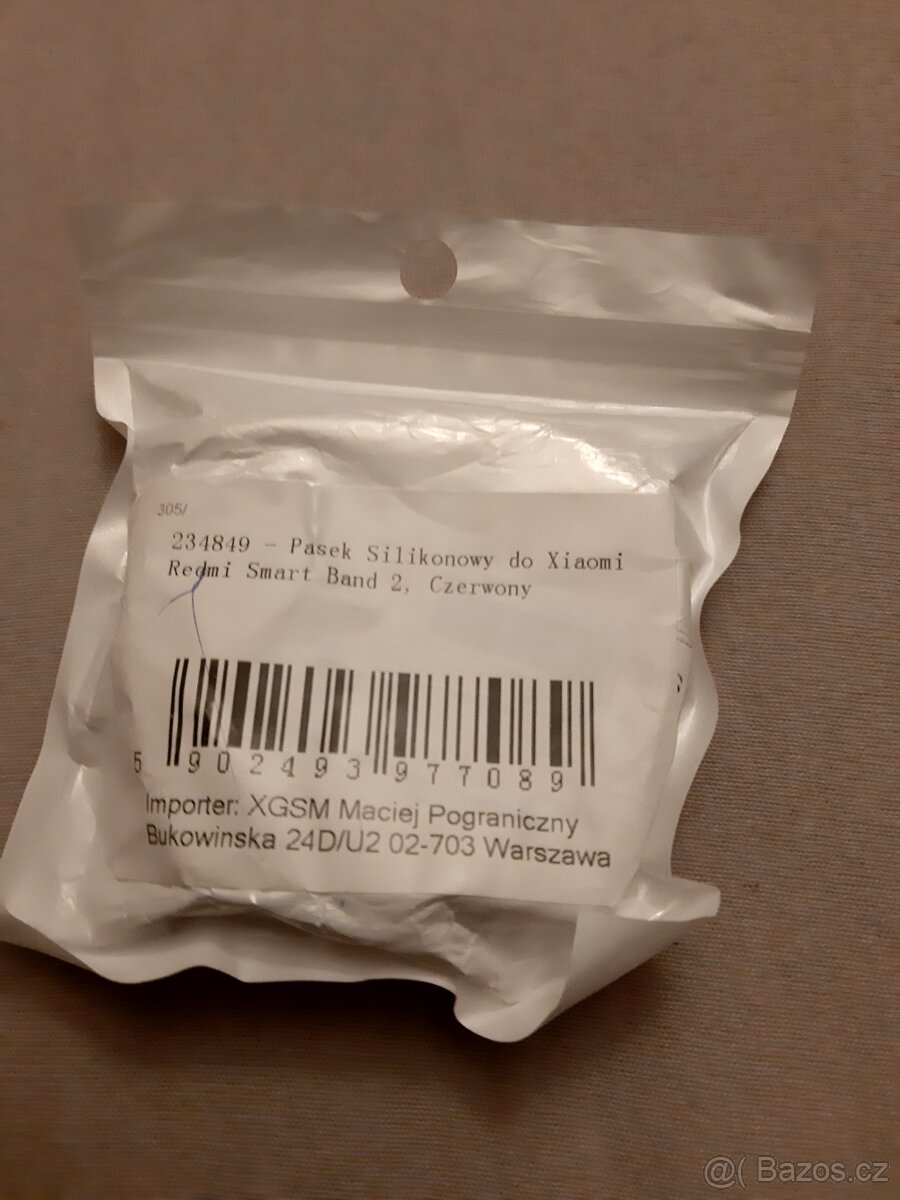 305/
234849 - Pasek Silikonowy do Xiaomi
Redmi Smart Band 2, Czerwony
5 902493 977089
Importer: XGSM Maciej Pograniczny
Bukowinska 24D/U2 02-703 Warszawa
@( Bazos.cz